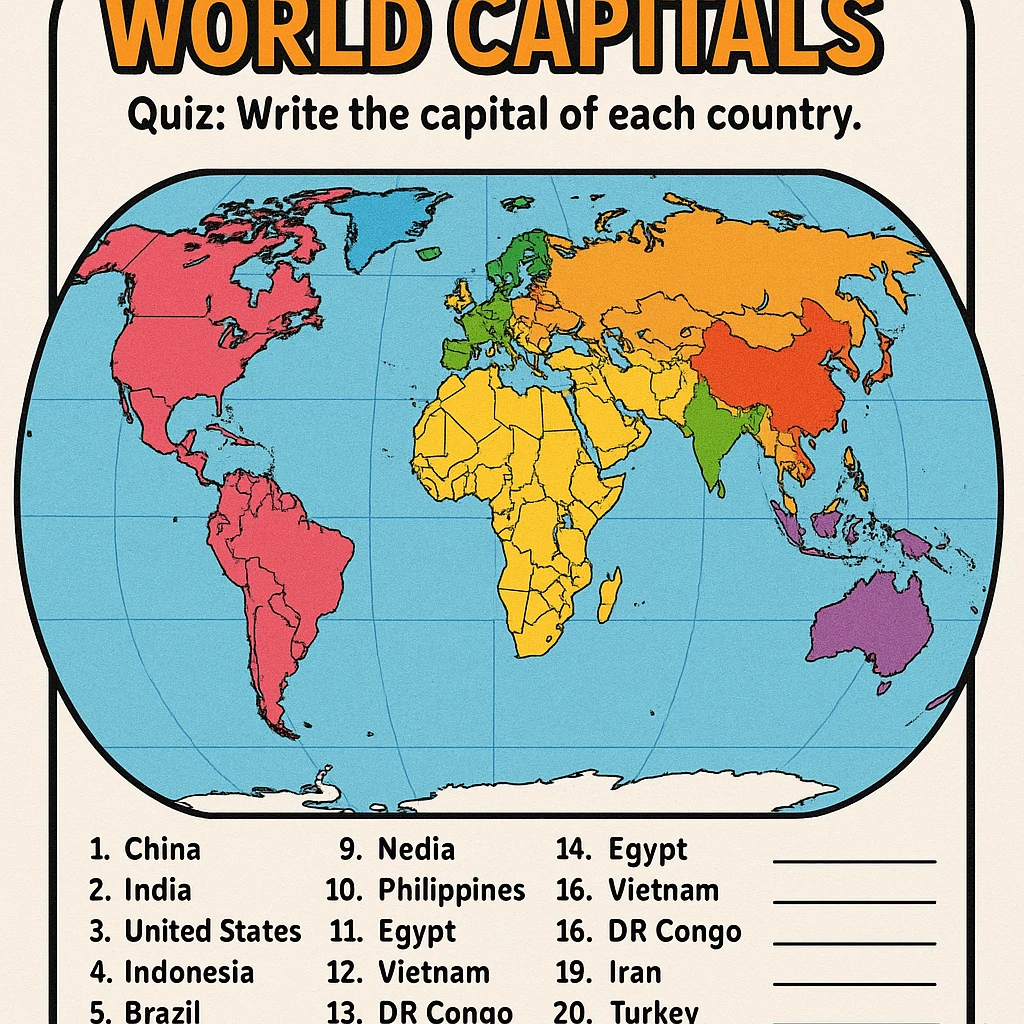 WORLD CAPITALS
Quiz: Write the capital of each country.
1. China
2. India
3. United States
4. Indonesia
5. Brazil
9. Nedia
10. Philippines
11. Egypt
12. Vietnam
13. DR Congo
14. Egypt
16. Vietnam
16. DR Congo
19. Iran
20. Turkey